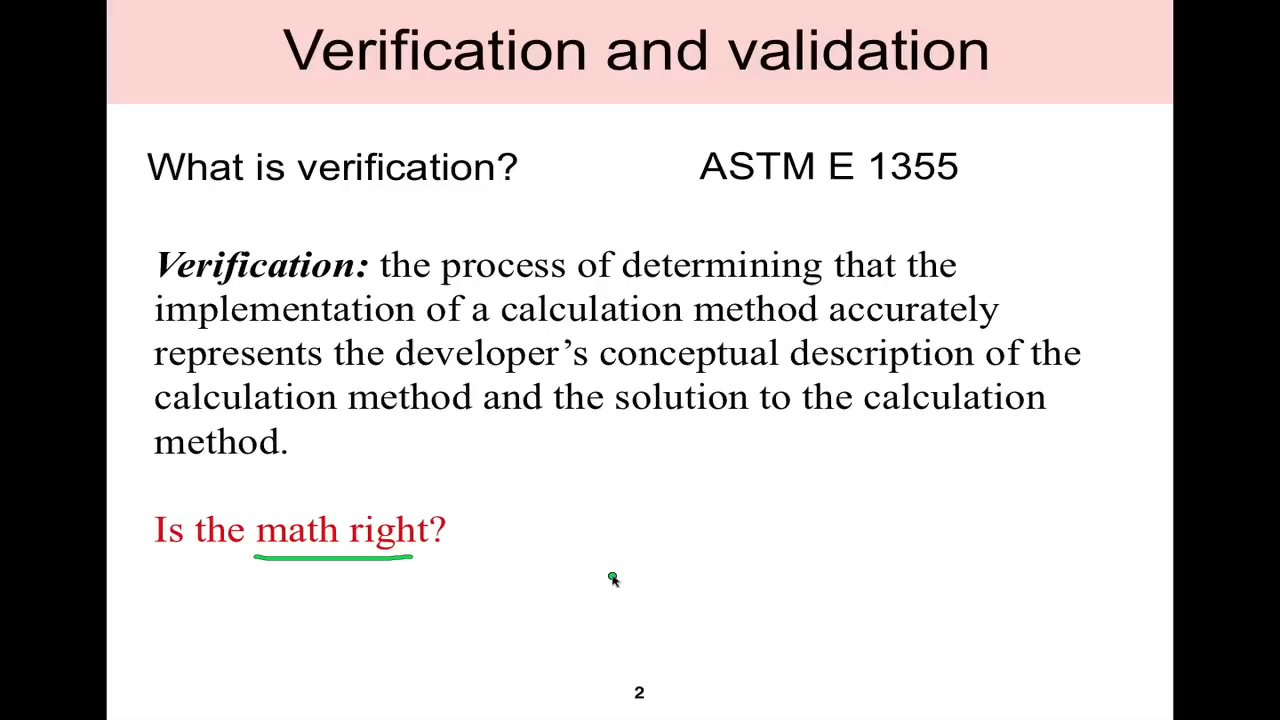 Verification and validation
What is verification? ASTM E 1355
Verification: the process of determining that the
implementation of a calculation method accurately
represents the developer’s conceptual description of the
calculation method and the solution to the calculation
method.
Is the math right?
2